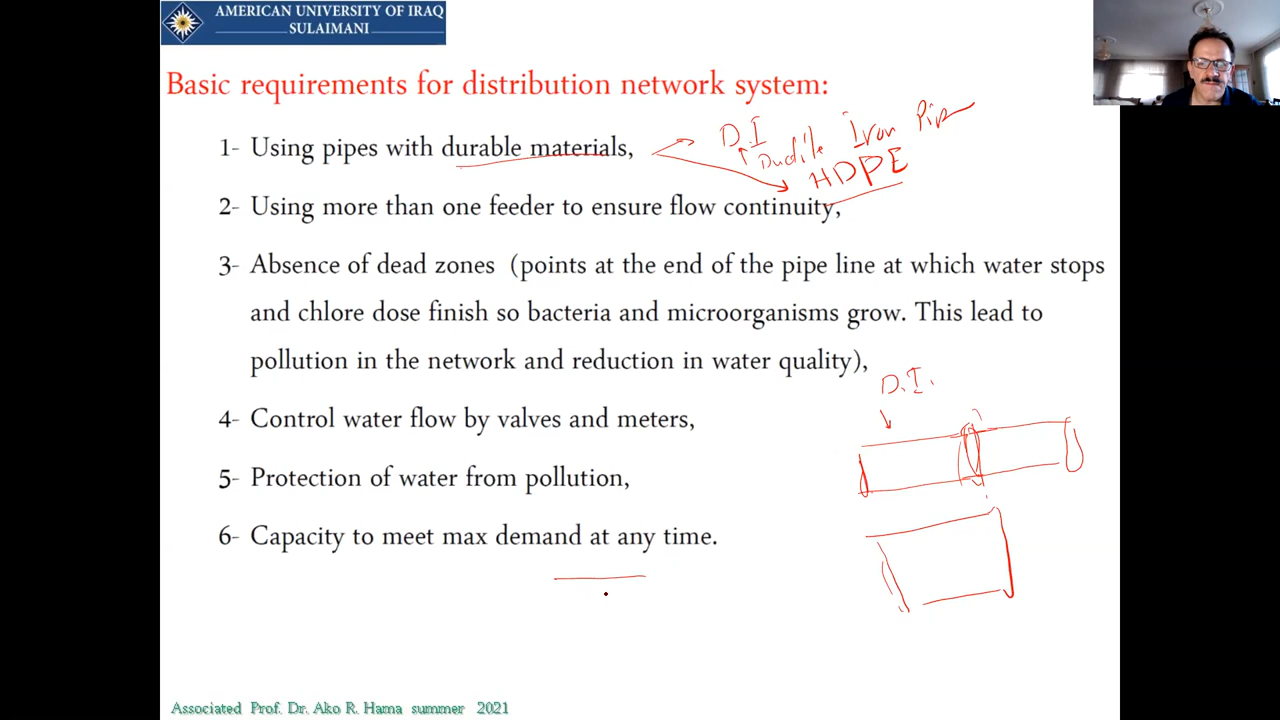 AMERICAN UNIVERSITY OF IRAQ
SULAIMANI
Basic requirements for distribution network system:
1- Using pipes with durable materials,
D.I
Ductile Iron Pipe
HDPE
2- Using more than one feeder to ensure flow continuity,
3- Absence of dead zones (points at the end of the pipe line at which water stops
and chlore dose finish so bacteria and microorganisms grow. This lead to
pollution in the network and reduction in water quality),
D.I.
4- Control water flow by valves and meters,
5- Protection of water from pollution,
6- Capacity to meet max demand at any time.
Associated Prof. Dr. Ako R. Hama summer 2021